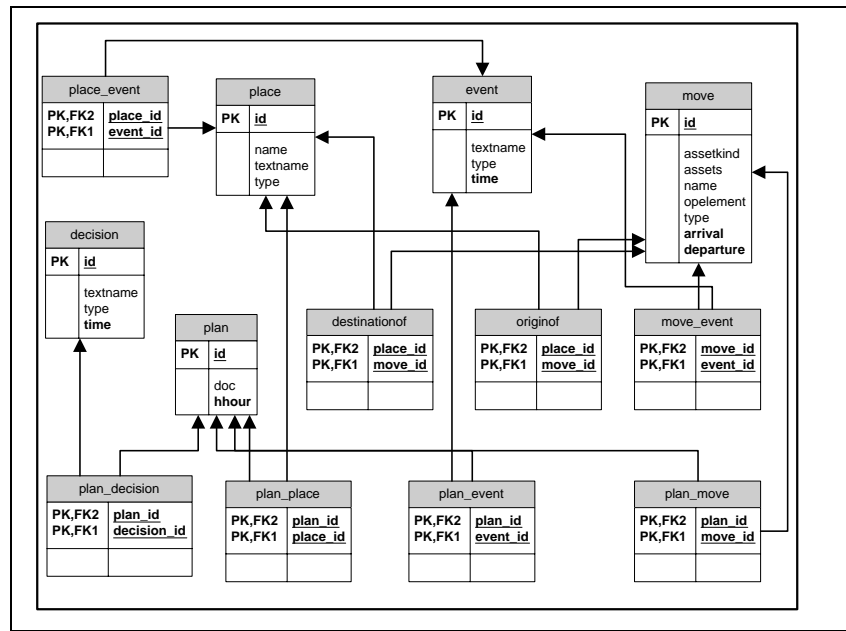 place_event
PK,FK2 place_id
PK,FK1 event_id
place
PK id
name
textname
type
event
PK id
textname
type
time
move
PK id
assetkind
assets
name
opelement
type
arrival
departure
decision
PK id
textname
type
time
plan
PK id
doc
hhour
destinationof
PK,FK2 place_id
PK,FK1 move_id
originof
PK,FK2 place_id
PK,FK1 move_id
move_event
PK,FK2 move_id
PK,FK1 event_id
plan_decision
PK,FK2 plan_id
PK,FK1 decision_id
plan_place
PK,FK2 plan_id
PK,FK1 place_id
plan_event
PK,FK2 plan_id
PK,FK1 event_id
plan_move
PK,FK2 plan_id
PK,FK1 move_id